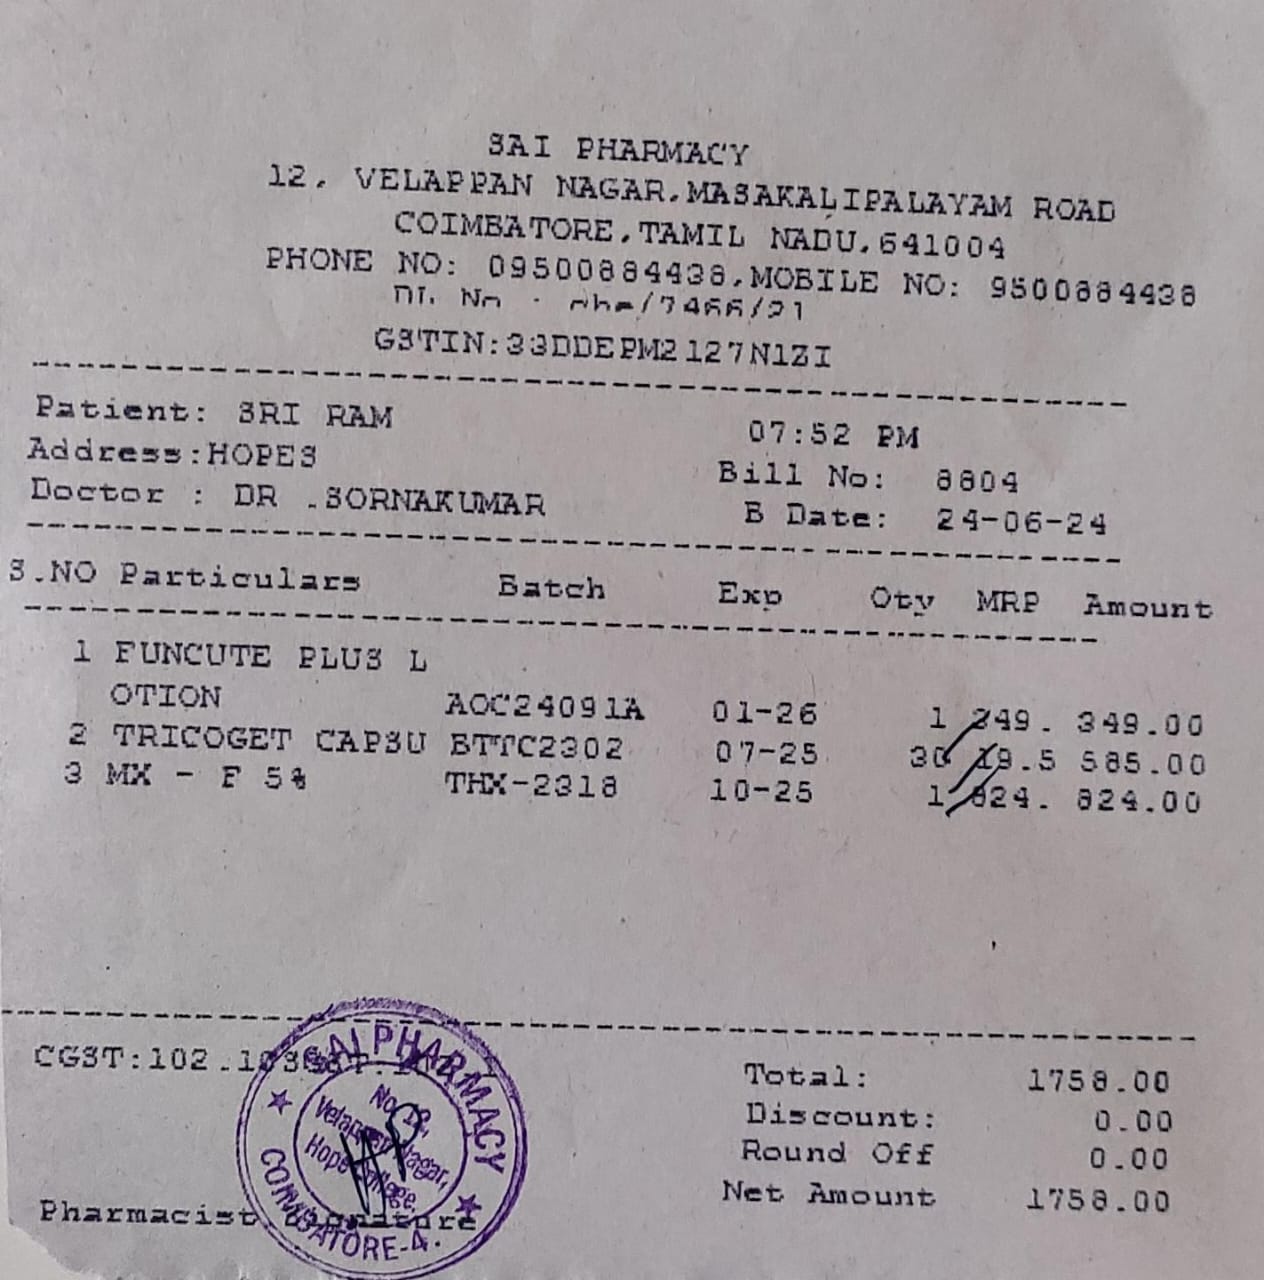 SAI PHARMACY
12, VELAPPAN NAGAR,MASAKALIPALAYAM ROAD
COIMBATORE,TAMIL NADU,641004
PHONE NO: 09500884438,MOBILE NO: 9500884438
DL No : cbe/7466/21
GSTIN:33DDEPM2127N1ZI
Patient: SRI RAM 07:52 PM
Address:HOPES Bill No: 8804
Doctor : DR .SORNAKUMAR B Date: 24-06-24
S.NO Particulars Batch Exp Qty MRP Amount
1 FUNCUTE PLUS L
OTION AOC24091A 01-26 1 349. 349.00
2 TRICOGET CAPSU BTTC2302 07-25 30 19.5 585.00
3 MX - F 5% THX-2318 10-25 1 824. 824.00
CGST:102. Total: 1758.00
Discount: 0.00
Round Off 0.00
Net Amount 1758.00
Pharmacist Signature
SAI PHARMACY
No. 12,
Velappan Nagar,
Hope College.
COIMBATORE-4.